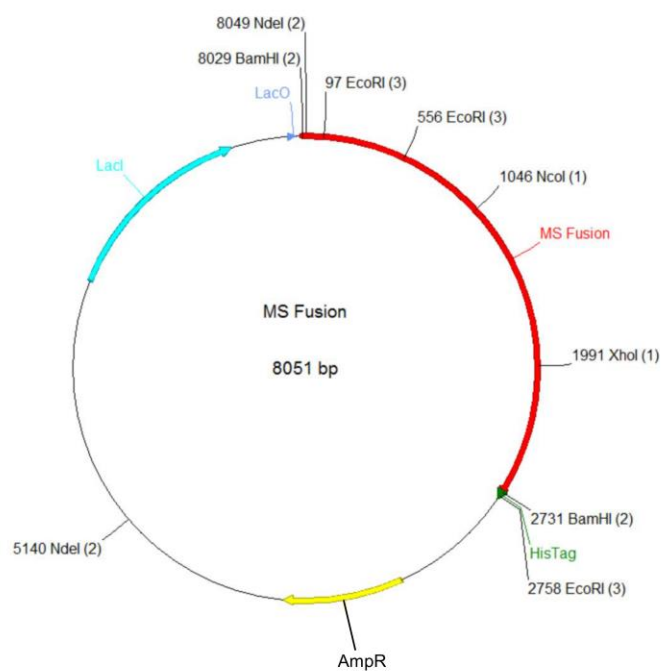 8049 NdeI (2)
8029 BamHI (2)
LacO
97 EcoRI (3)
556 EcoRI (3)
LacI
1046 NcoI (1)
MS Fusion
MS Fusion
8051 bp
1991 XhoI (1)
2731 BamHI (2)
HisTag
5140 NdeI (2)
2758 EcoRI (3)
AmpR